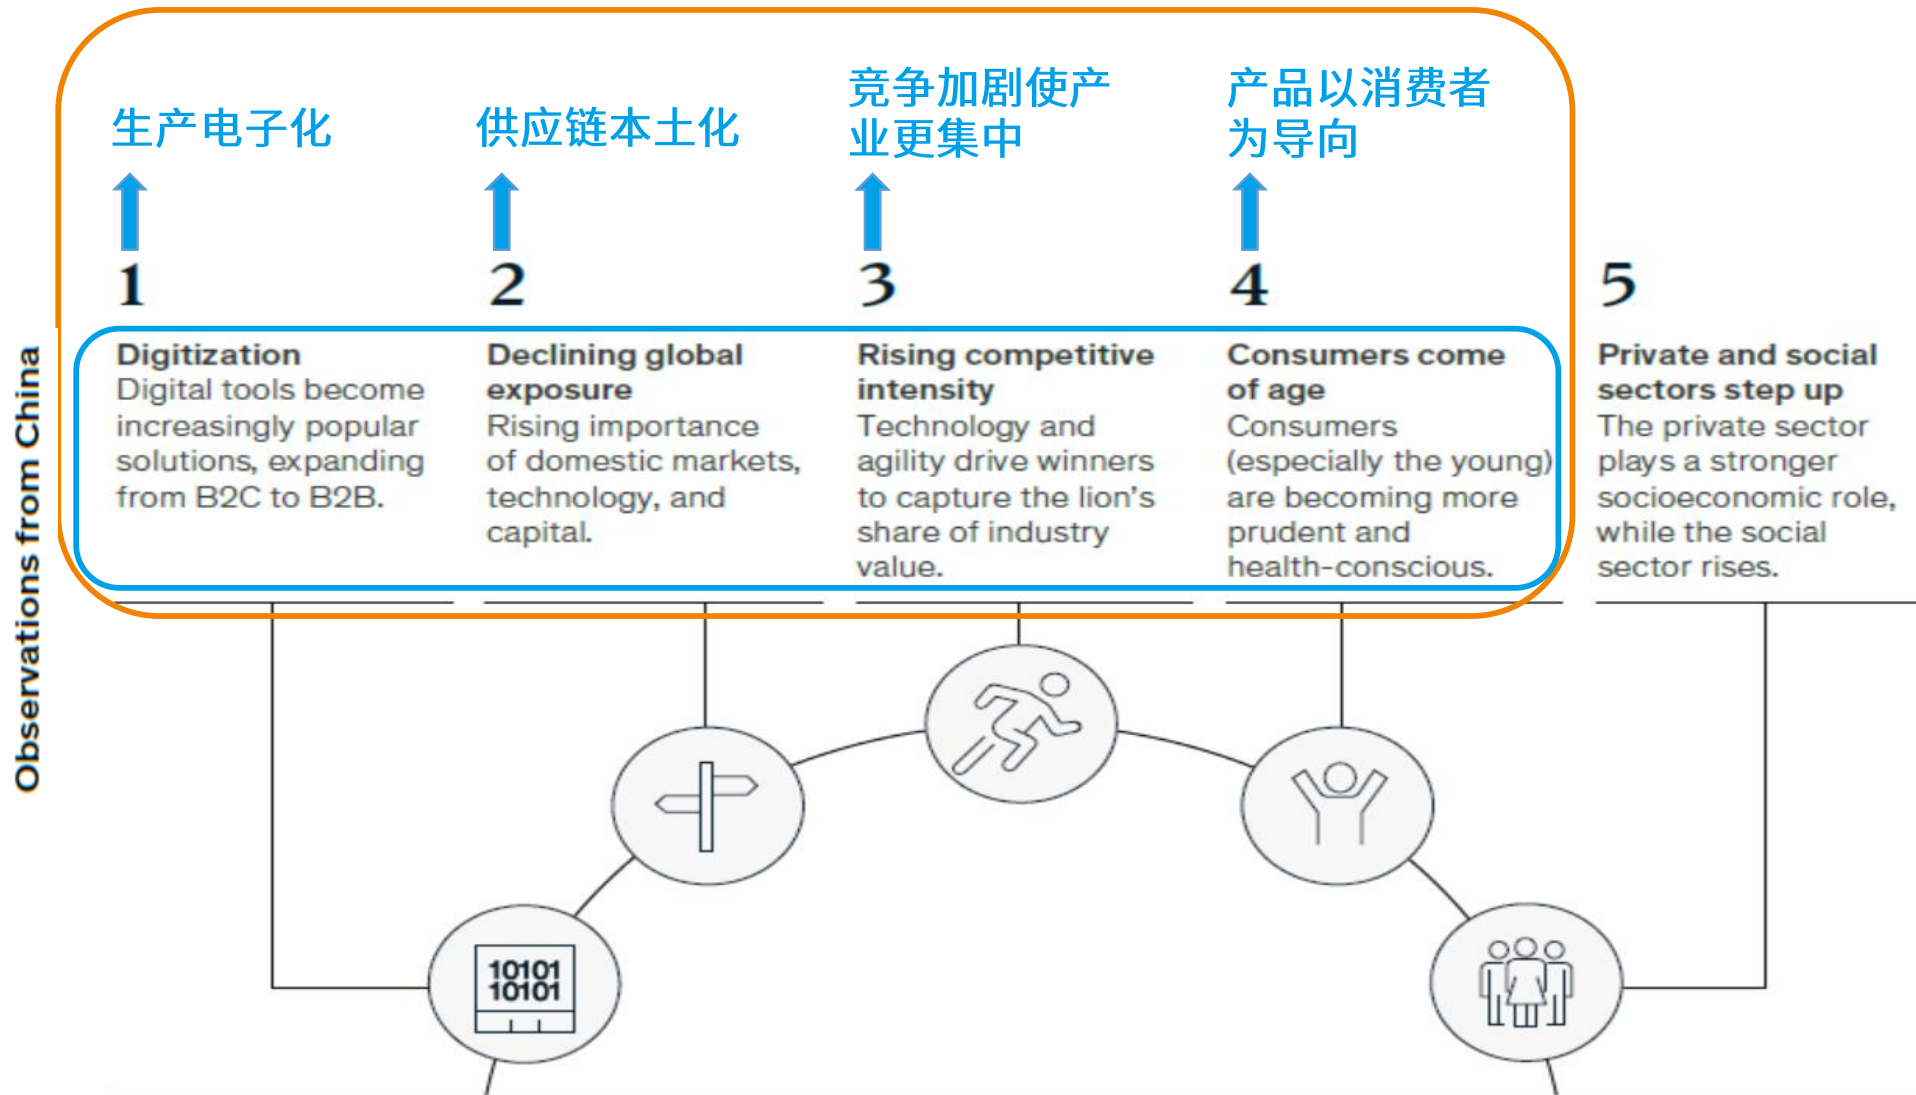 生产电子化
供应链本土化
竞争加剧使产
业更集中
产品以消费者
为导向
1
2
3
4
5
Observations from China
Digitization
Digital tools become
increasingly popular
solutions, expanding
from B2C to B2B.
Declining global
exposure
Rising importance
of domestic markets,
technology, and
capital.
Rising competitive
intensity
Technology and
agility drive winners
to capture the lion's
share of industry
value.
Consumers come
of age
Consumers
(especially the young)
are becoming more
prudent and
health-conscious.
Private and social
sectors step up
The private sector
plays a stronger
socioeconomic role,
while the social
sector rises.
10101
10101